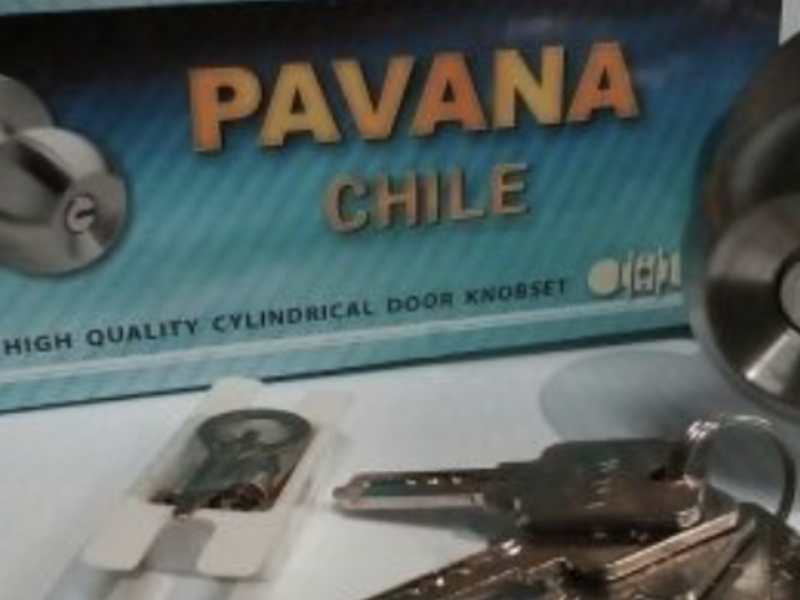 PAVANA
CHILE
HIGH QUALITY CYLINDRICAL DOOR KNOBSET